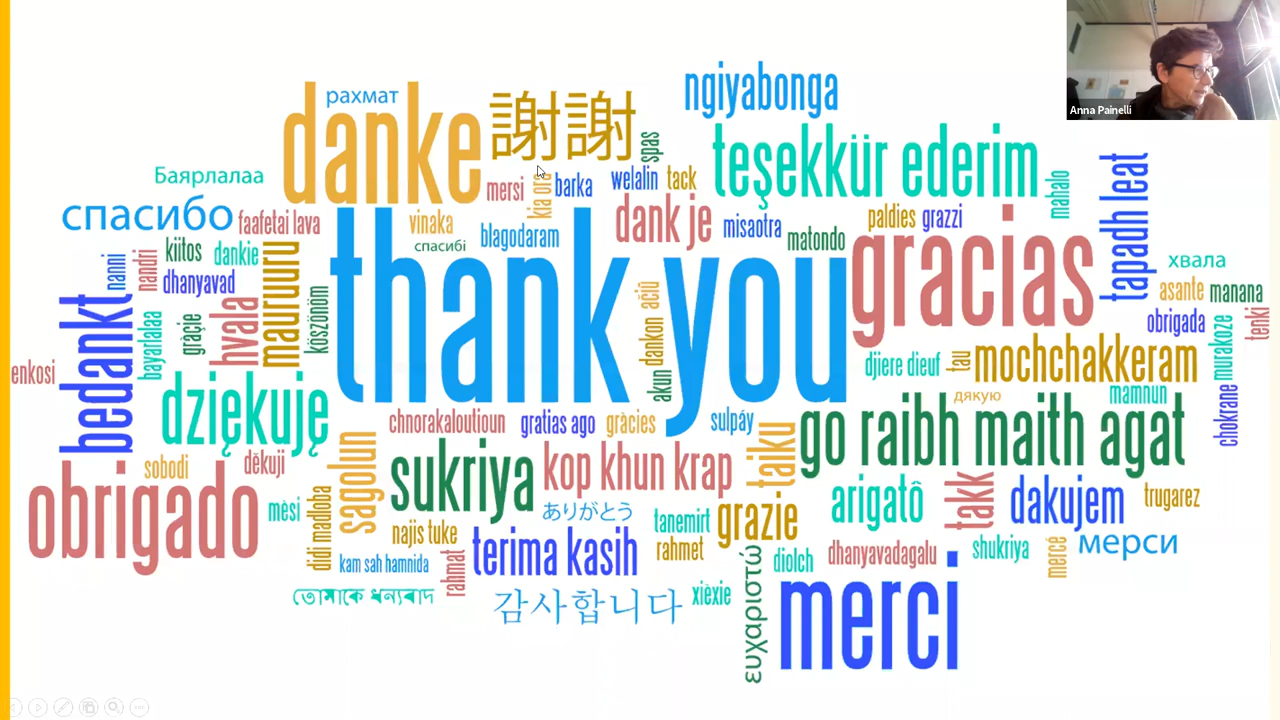 Anna Painelli
ngiyabonga
рахмат
danke
謝謝
spas
teşekkür ederim
mahalo
tapadh leat
Баярлалаа
mersi
kia ora
barka
welalin
tack
спасибо
faafetai lava
vinaka
dank je
misaotra
paldies
grazzi
спасибі
blagodaram
matondo
gracias
kiitos
dankie
nanni
nandri
dhanyavad
mauruuru
thank you
хвала
asante
manana
obrigada
tenki
köszönöm
hvala
gràcie
bayarlalaa
bedankt
enkosi
dankon
ačiū
akun
djiere dieuf
tau
mochchakkeram
murakoze
mamnun
дякую
chokrane
dziękuję
chnorakaloutioun
gratias ago
gràcies
sulpáy
go raibh maith agat
sobodi
děkuji
sagolun
sukriya
kop khun krap
taiku
obrigado
mèsi
didi madloba
najis tuke
ありがとう
tanemirt
grazie
arigatô
takk
dakujem
trugarez
kam sah hamnida
rahmat
terima kasih
rahmet
diolch
dhanyavadagalu
shukriya
merce
мерси
তোমাকে ধন্যবাদ
감사합니다
xièxie
ευχαριστώ
merci